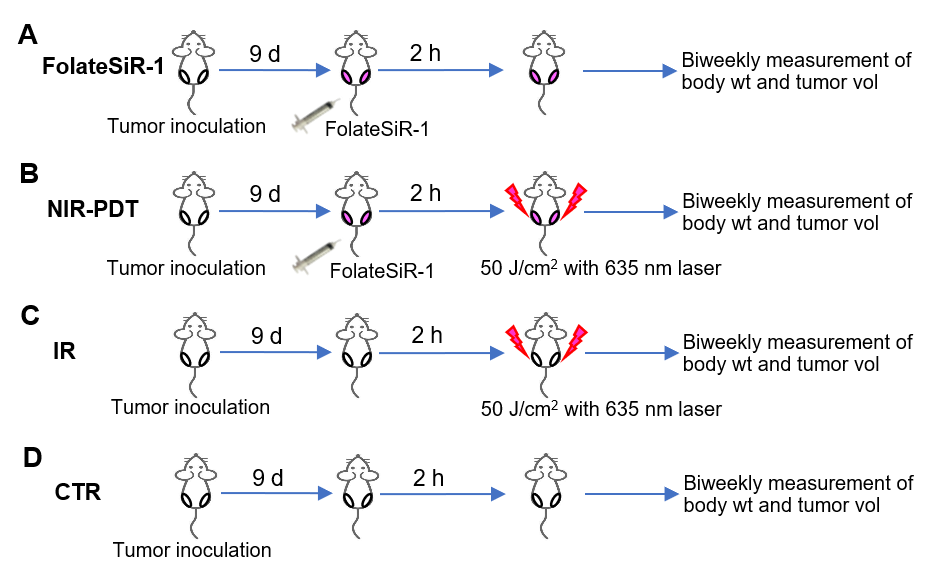 A
FolateSiR-1
9 d
2 h
Biweekly measurement of
body wt and tumor vol
Tumor inoculation
FolateSiR-1
B
NIR-PDT
9 d
2 h
Biweekly measurement of
body wt and tumor vol
Tumor inoculation
FolateSiR-1
50 J/cm² with 635 nm laser
C
IR
9 d
2 h
Biweekly measurement of
body wt and tumor vol
Tumor inoculation
50 J/cm² with 635 nm laser
D
CTR
9 d
2 h
Biweekly measurement of
body wt and tumor vol
Tumor inoculation